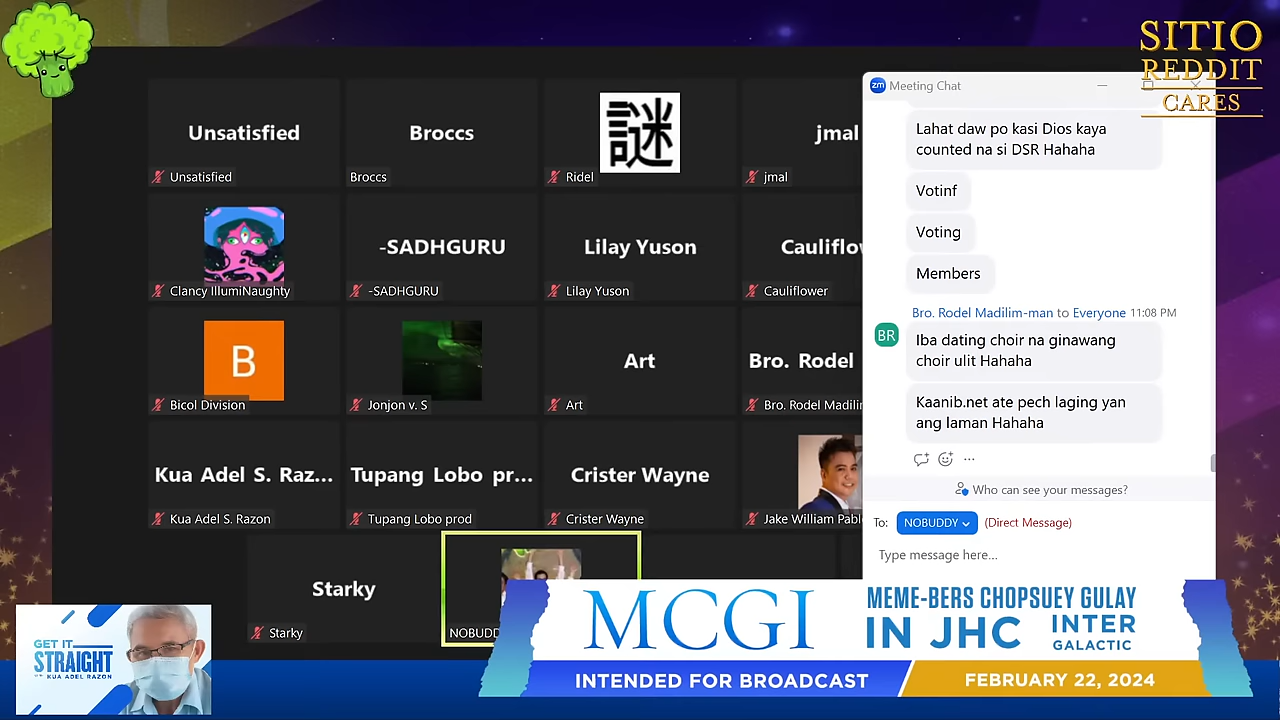 SITIO
REDDIT
CARES
Unsatisfied
Unsatisfied
Broccs
Broccs
謎
Ridel
jmal
jmal
-SADHGURU
Lilay Yuson
Clancy IllumiNaughty
-SADHGURU
Lilay Yuson
Cauliflower
B
Art
Bro. Rodel
Bicol Division
Jonjon v. S
Art
Kua Adel S. Raz...
Tupang Lobo pr...
Crister Wayne
Kua Adel S. Razon
Tupang Lobo prod
Crister Wayne
Jake William
Starky
Starky
zm Meeting Chat
Lahat daw po kasi Dios kaya
counted na si DSR Hahaha
Votinf
Voting
Members
Bro. Rodel Madilim-man to Everyone 11:08 PM
BR
Iba dating choir na ginawang
choir ulit Hahaha
Kaanib.net ate pech laging yan
ang laman Hahaha
Who can see your messages?
To: NOBUDDY (Direct Message)
Type message here...
GET IT
STRAIGHT
KUA ADEL RAZON
MCGI
MEME-BERS CHOPSUEY GULAY
IN JHC
INTER
GALACTIC
INTENDED FOR BROADCAST
FEBRUARY 22, 2024